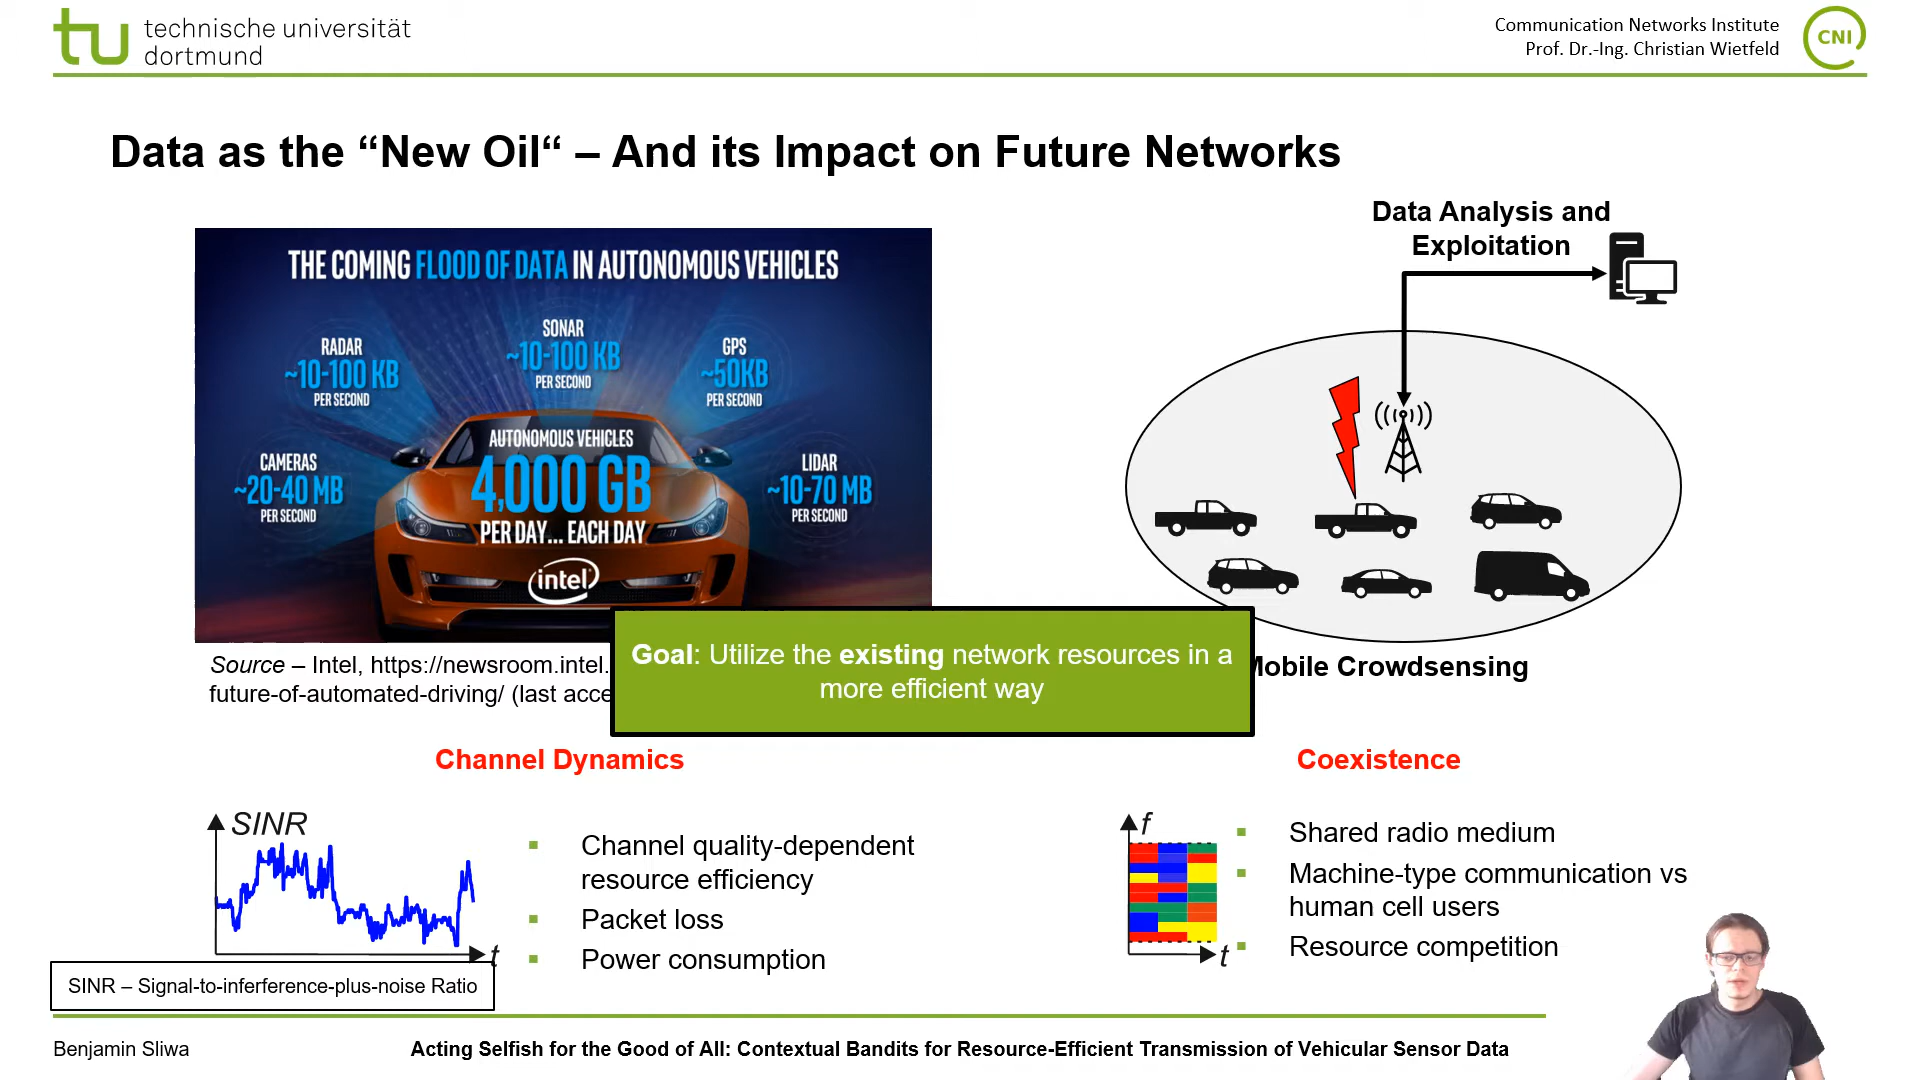 technische universität
dortmund
Communication Networks Institute
Prof. Dr.-Ing. Christian Wietfeld
CNI
Data as the “New Oil“ – And its Impact on Future Networks
THE COMING FLOOD OF DATA IN AUTONOMOUS VEHICLES
RADAR
~10-100 KB
PER SECOND
SONAR
~10-100 KB
PER SECOND
GPS
~50KB
PER SECOND
CAMERAS
~20-40 MB
PER SECOND
AUTONOMOUS VEHICLES
4,000 GB
PER DAY... EACH DAY
intel
LIDAR
~10-70 MB
PER SECOND
Source – Intel, https://newsroom.intel.
future-of-automated-driving/ (last acce
Data Analysis and
Exploitation
Mobile Crowdsensing
Goal: Utilize the existing network resources in a
more efficient way
Channel Dynamics
SINR
t
Channel quality-dependent
resource efficiency
Packet loss
Power consumption
SINR – Signal-to-inferference-plus-noise Ratio
Coexistence
f
t
Shared radio medium
Machine-type communication vs
human cell users
Resource competition
Benjamin Sliwa
Acting Selfish for the Good of All: Contextual Bandits for Resource-Efficient Transmission of Vehicular Sensor Data